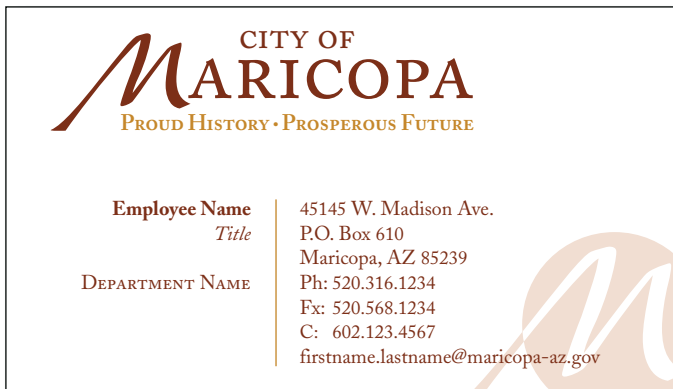 CITY OF
MARICOPA
PROUD HISTORY · PROSPEROUS FUTURE
Employee Name
Title
DEPARTMENT NAME
45145 W. Madison Ave.
P.O. Box 610
Maricopa, AZ 85239
Ph: 520.316.1234
Fx: 520.568.1234
C: 602.123.4567
firstname.lastname@maricopa-az.gov